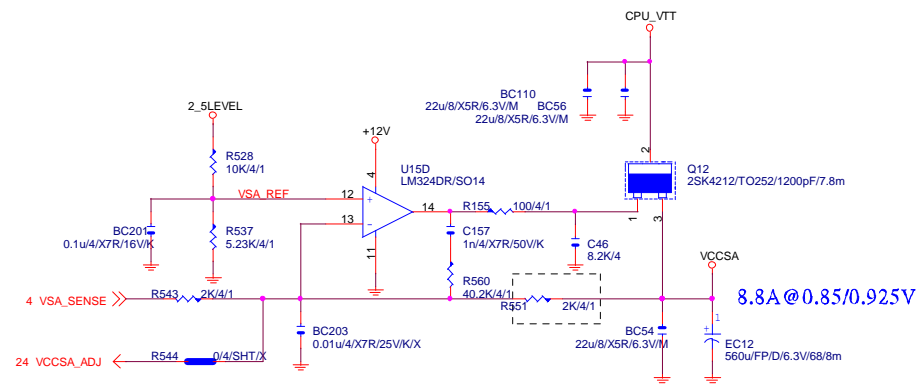 CPU_VTT
BC110
22u/8/X5R/6.3V/M
BC56
22u/8/X5R/6.3V/M
2_5LEVEL
+12V
R528
10K/4/1
U15D
LM324DR/SO14
4
2
Q12
2SK4212/TO252/1200pF/7.8m
VSA_REF
12
+
13
-
14
11
R155
100/4/1
1
3
BC201
0.1u/4/X7R/16V/K
R537
5.23K/4/1
C157
1n/4/X7R/50V/K
C46
8.2K/4
VCCSA
R560
40.2K/4/1
4 VSA_SENSE
R543
2K/4/1
R551
2K/4/1
8.8A@0.85/0.925V
BC203
0.01u/4/X7R/25V/K/X
BC54
22u/8/X5R/6.3V/M
+
1
EC12
560u/FP/D/6.3V/68/8m
24 VCCSA_ADJ
R544
0/4/SHT/X